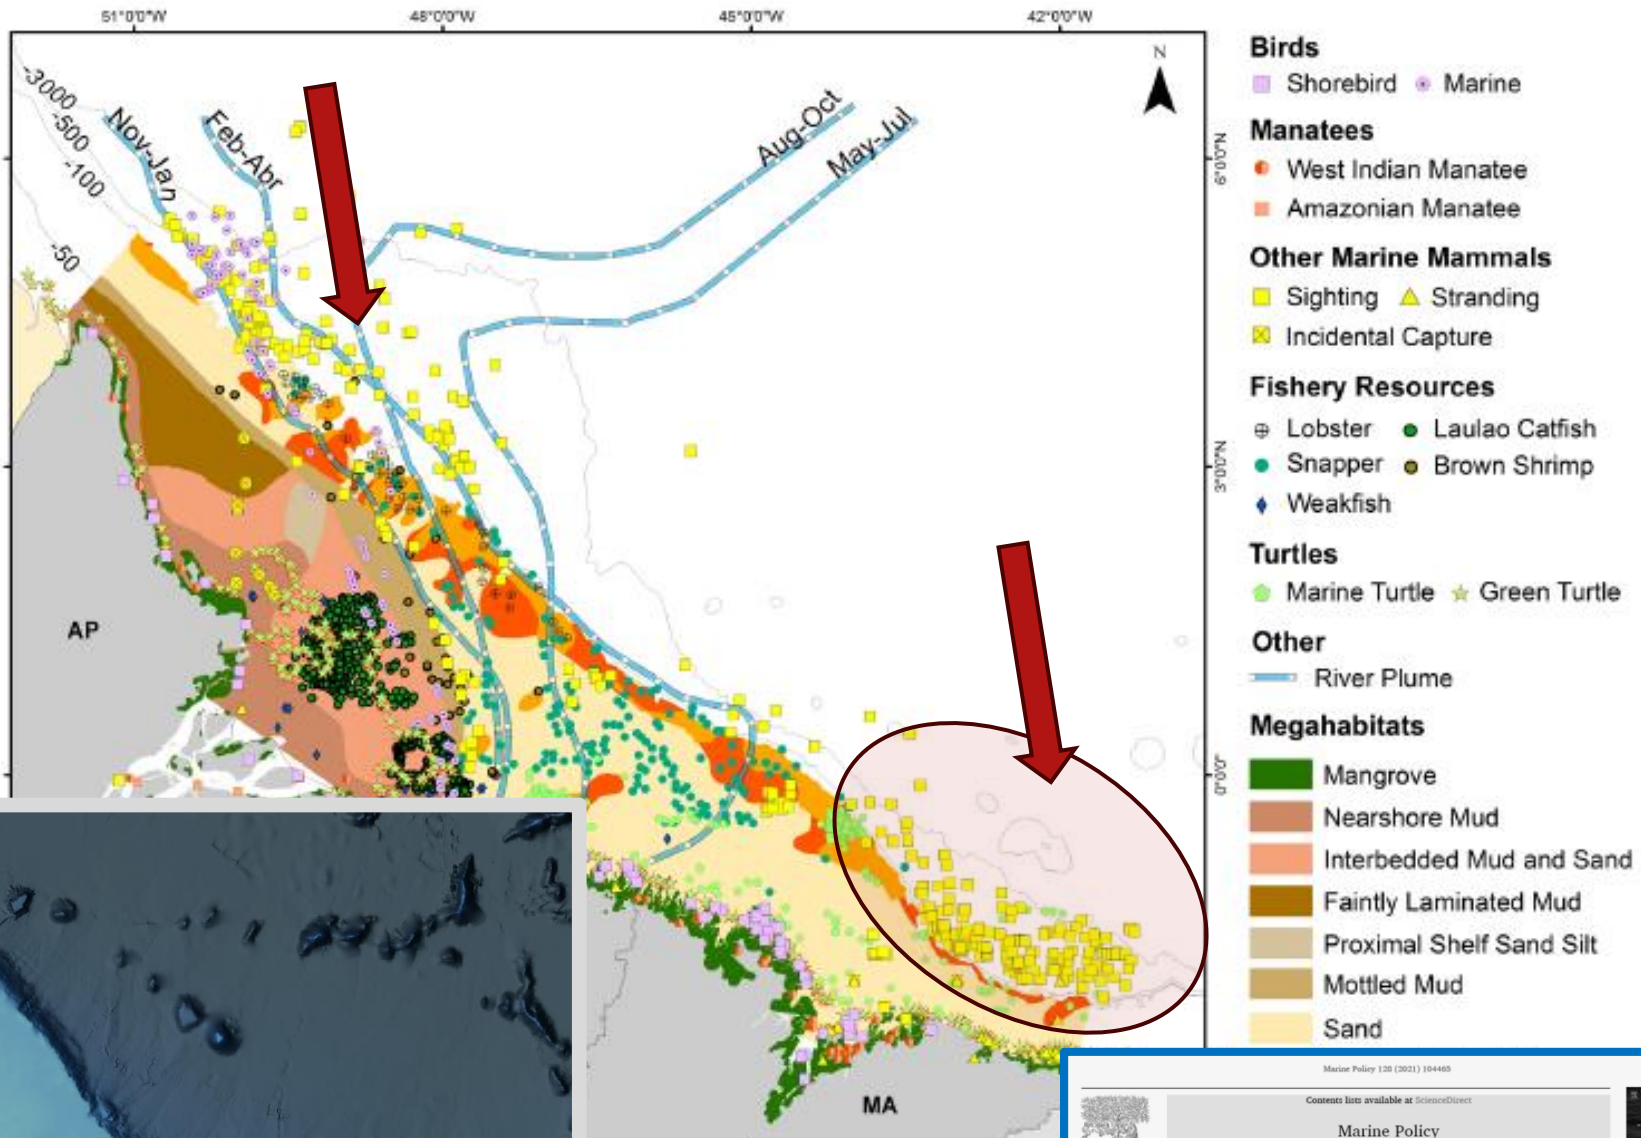 51°0'0"W 48°0'0"W 45°0'0"W 42°0'0"W
N
-3000
-500
-100
-50
Nov-Jan
Feb-Abr
Aug-Oct
May-Jul
6°0'0"N
3°0'0"N
0°0'0"
AP
MA
Birds
Shorebird Marine
Manatees
West Indian Manatee
Amazonian Manatee
Other Marine Mammals
Sighting Stranding
Incidental Capture
Fishery Resources
Lobster Laulao Catfish
Snapper Brown Shrimp
Weakfish
Turtles
Marine Turtle Green Turtle
Other
River Plume
Megahabitats
Mangrove
Nearshore Mud
Interbedded Mud and Sand
Faintly Laminated Mud
Proximal Shelf Sand Silt
Mottled Mud
Sand
Marine Policy 128 (2021) 104465
Contents lists available at ScienceDirect
Marine Policy